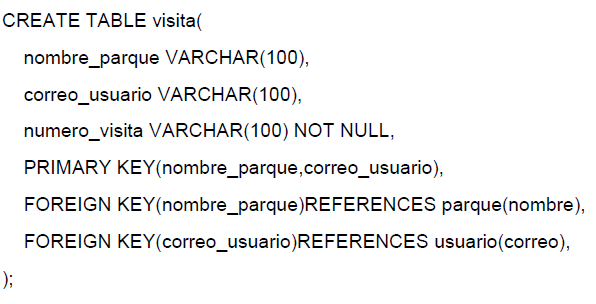 CREATE TABLE visita(
nombre_parque VARCHAR(100),
correo_usuario VARCHAR(100),
numero_visita VARCHAR(100) NOT NULL,
PRIMARY KEY(nombre_parque,correo_usuario),
FOREIGN KEY(nombre_parque)REFERENCES parque(nombre),
FOREIGN KEY(correo_usuario)REFERENCES usuario(correo),
);